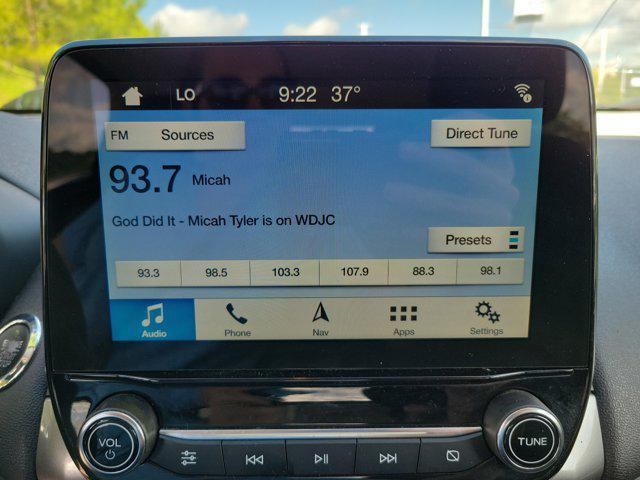 LO 9:22 37°
FM Sources Direct Tune
93.7 Micah
God Did It - Micah Tyler is on WDJC
Presets
93.3 98.5 103.3 107.9 88.3 98.1
Audio Phone Nav Apps Settings
VOL TUNE